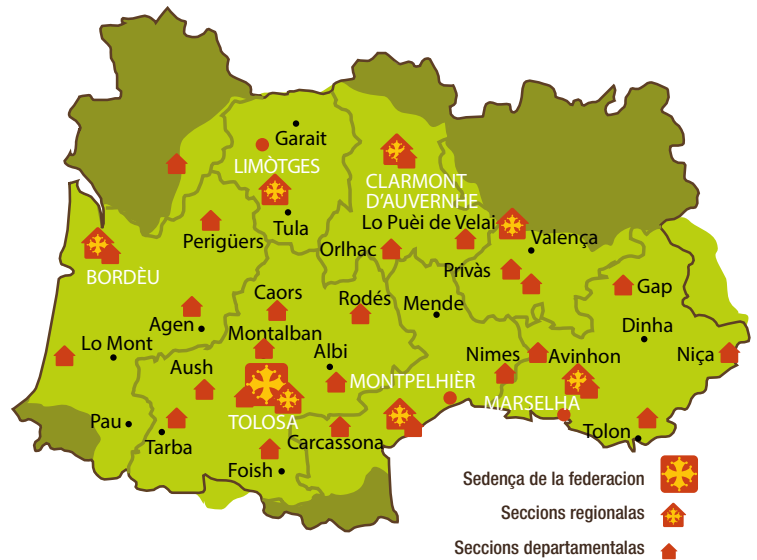 Garait
LIMÒTGES
CLARMONT
D'AUVERNHE
Tula
Perigüers
Lo Puèi de Velai
Valença
Orlhac
BORDÈU
Privàs
Gap
Caors
Rodés
Mende
Agen
Montalban
Dinha
Lo Mont
Albi
Nimes
Avinhon
Niça
Aush
MONTPELHIÈR
MARSELHA
Pau
Tarba
TOLOSA
Carcassona
Tolon
Foish
Sedença de la federacion
Seccions regionalas
Seccions departamentalas